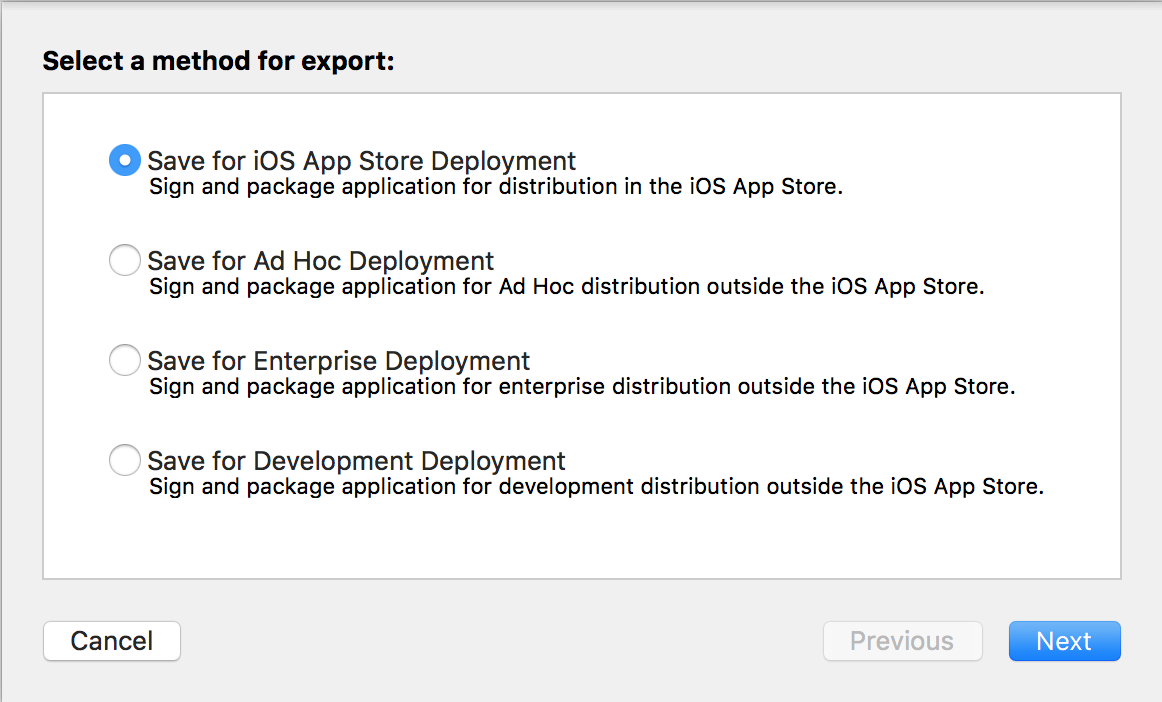 Select a method for export:
Save for iOS App Store Deployment
Sign and package application for distribution in the iOS App Store.
Save for Ad Hoc Deployment
Sign and package application for Ad Hoc distribution outside the iOS App Store.
Save for Enterprise Deployment
Sign and package application for enterprise distribution outside the iOS App Store.
Save for Development Deployment
Sign and package application for development distribution outside the iOS App Store.
Cancel Previous Next